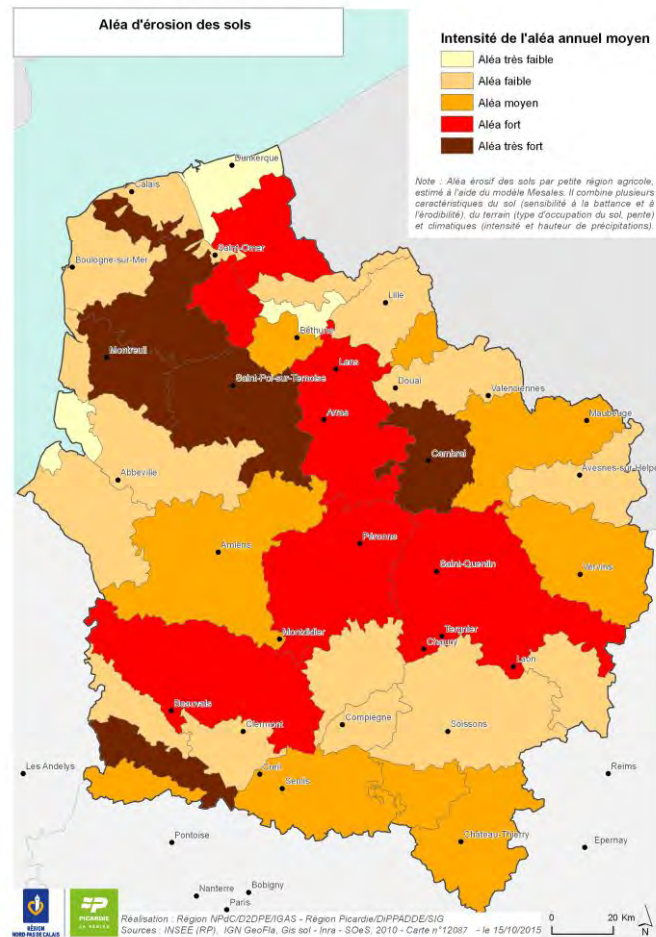 Aléa d'érosion des sols
Intensité de l'aléa annuel moyen
Aléa très faible
Aléa faible
Aléa moyen
Aléa fort
Aléa très fort
Note : Aléa érosif des sols par petite région agricole,
estimé à l'aide du modèle Mesales. Il combine plusieurs
caractéristiques du sol (sensibilité à la battance et à
l'érodibilité), du terrain (type d'occupation du sol, pente)
et climatiques (intensité et hauteur de précipitations).
Dunkerque
Calais
Saint-Omer
Boulogne-sur-Mer
Lille
Béthune
Montreuil
Lens
Saint-Pol-sur-Ternoise
Douai
Valenciennes
Arras
Maubeuge
Cambrai
Avesnes-sur-Helpe
Abbeville
Péronne
Amiens
Saint-Quentin
Vervins
Montdidier
Tergnier
Chauny
Laon
Beauvais
Compiègne
Clermont
Soissons
Les Andelys
Creil
Senlis
Reims
Château-Thierry
Pontoise
Epernay
Nanterre
Bobigny
Paris
RÉGION
NORD-PAS DE CALAIS
PICARDIE
LA RÉGION
Réalisation : Région NPdC/D2DPE/IGAS - Région Picardie/DiPPADDE/SIG
Sources : INSEE (RP), IGN GeoFla, Gis sol - Inra - SOeS, 2010 - Carte n°12087 - le 15/10/2015
0 20 Km
N